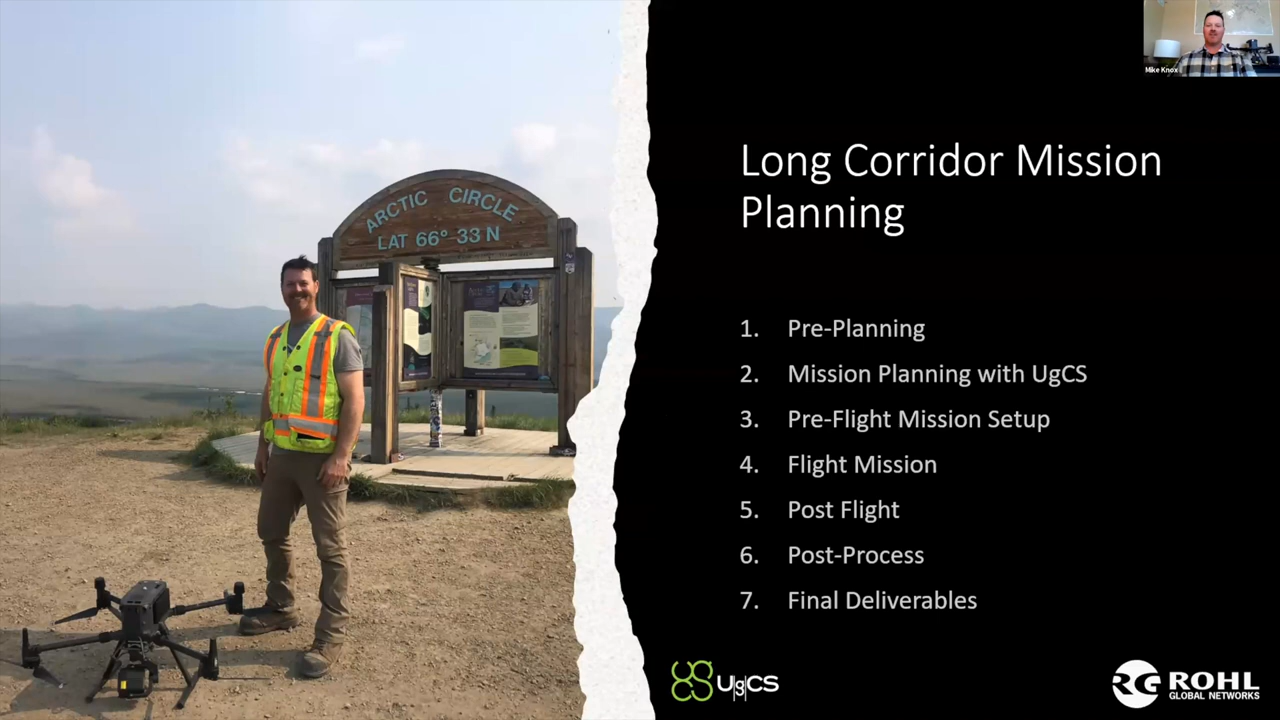 Mike Knox
Long Corridor Mission
Planning
ARCTIC CIRCLE
LAT 66° 33 N
1. Pre-Planning
2. Mission Planning with UgCS
3. Pre-Flight Mission Setup
4. Flight Mission
5. Post Flight
6. Post-Process
7. Final Deliverables
UgCS
RG ROHL
GLOBAL NETWORKS